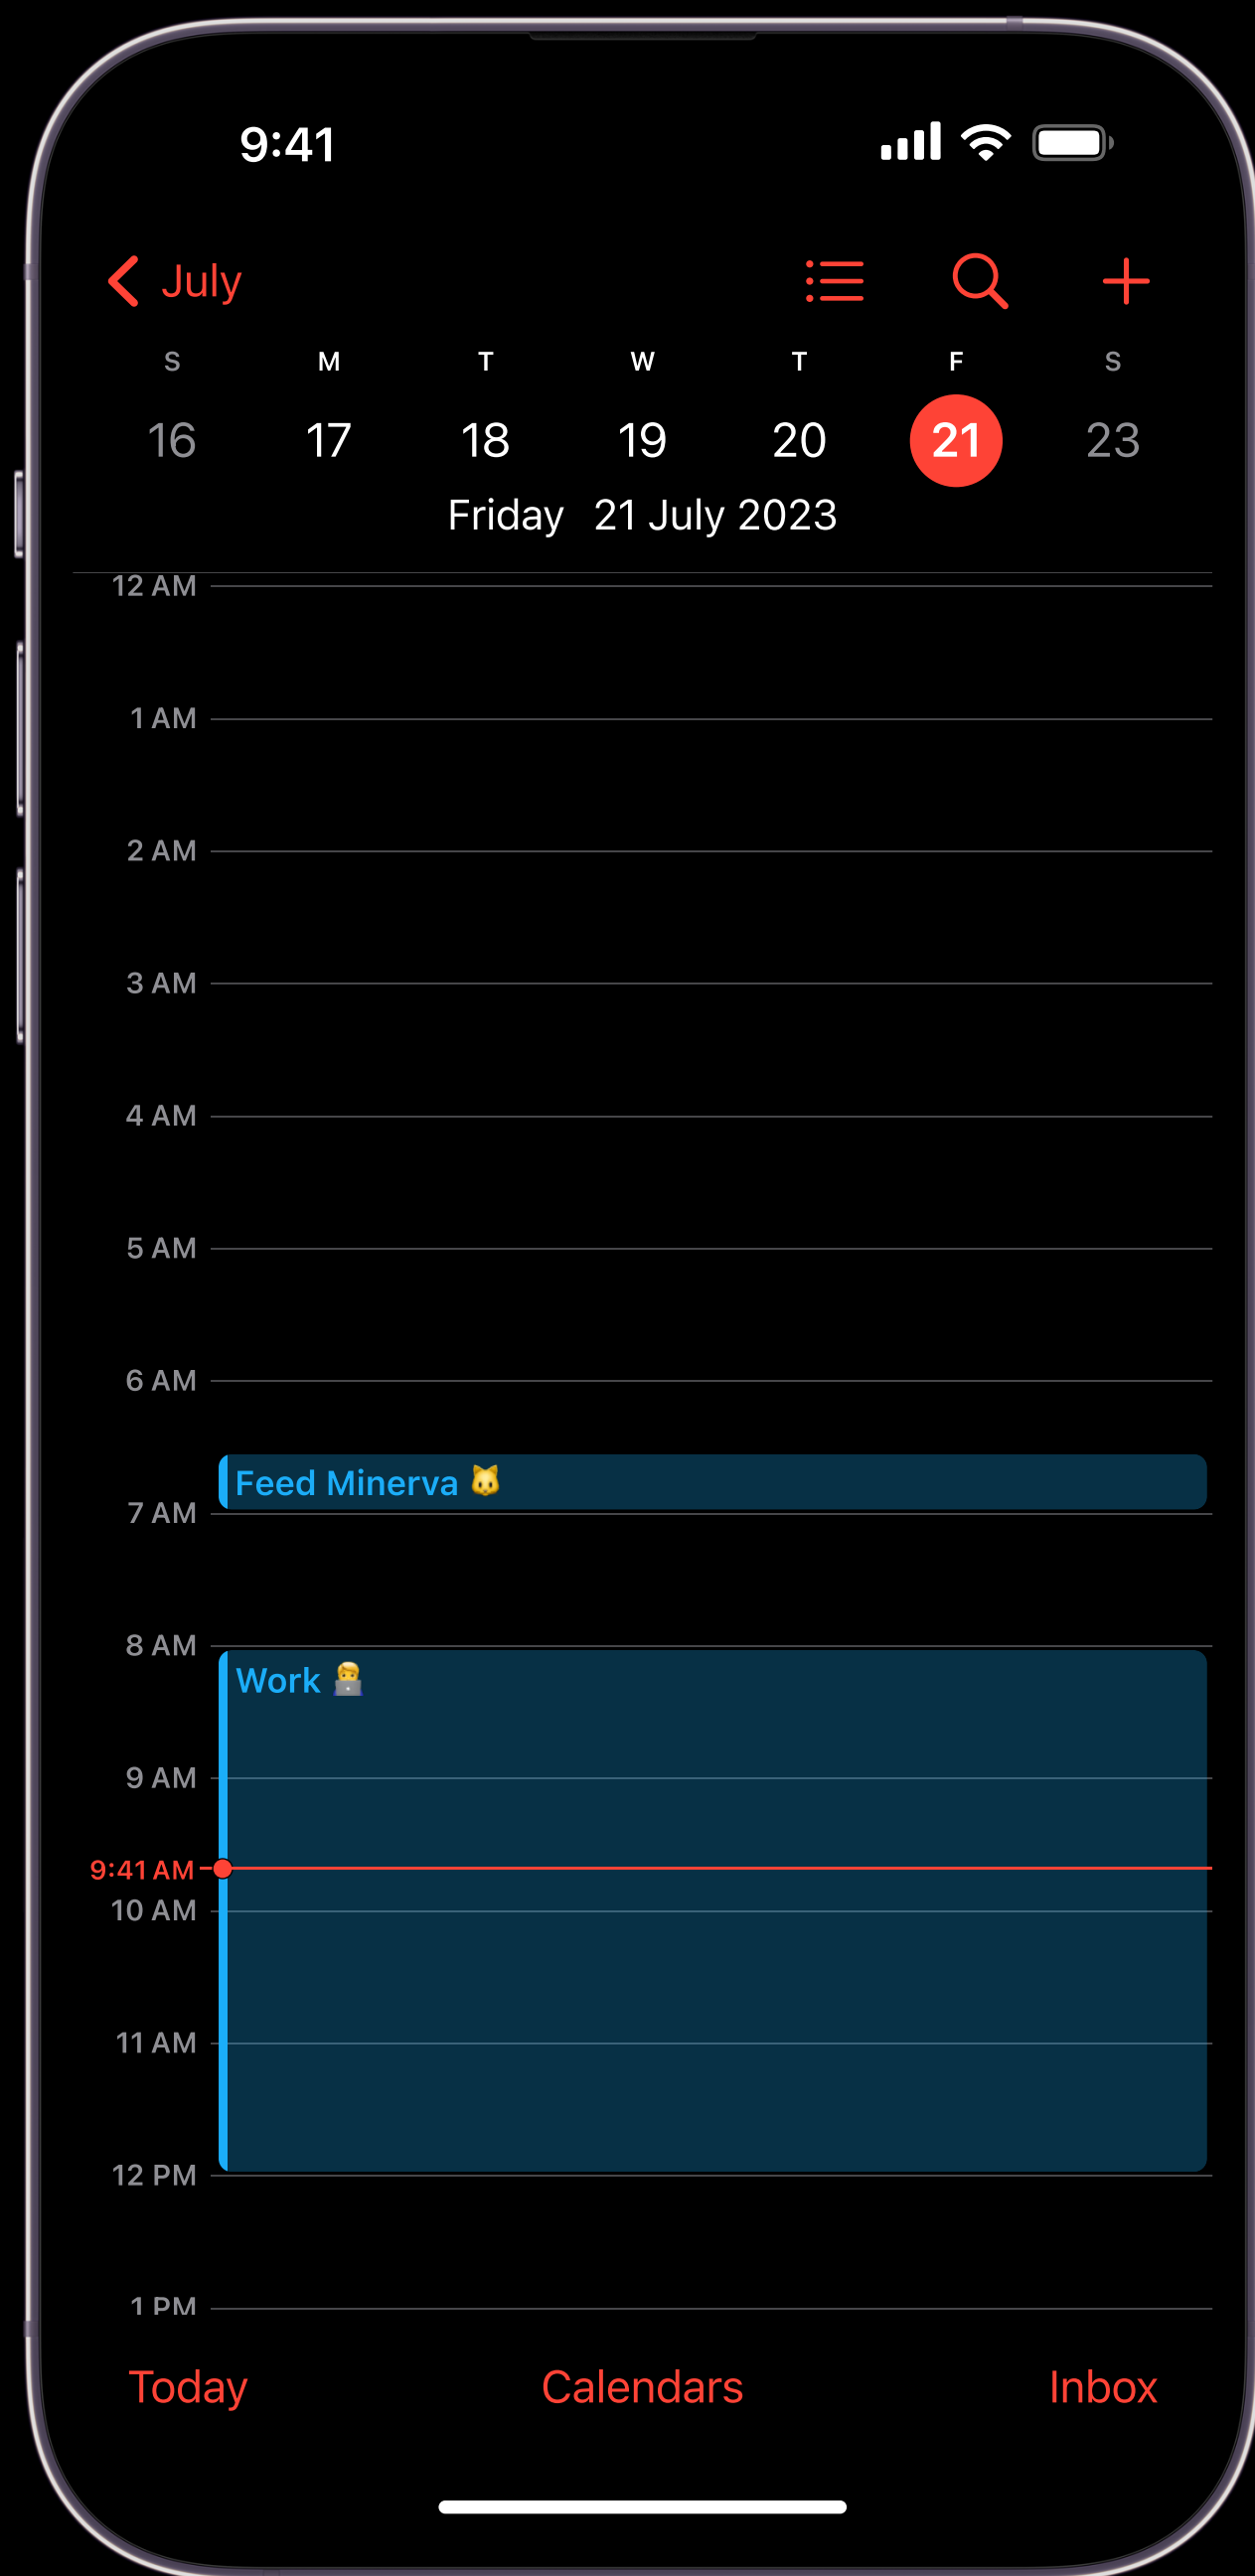 9:41
July
S M T W T F S
16 17 18 19 20 21 23
Friday 21 July 2023
12 AM
1 AM
2 AM
3 AM
4 AM
5 AM
6 AM
Feed Minerva 🐱
7 AM
8 AM
Work 🧑‍💻
9 AM
9:41 AM
10 AM
11 AM
12 PM
1 PM
Today Calendars Inbox